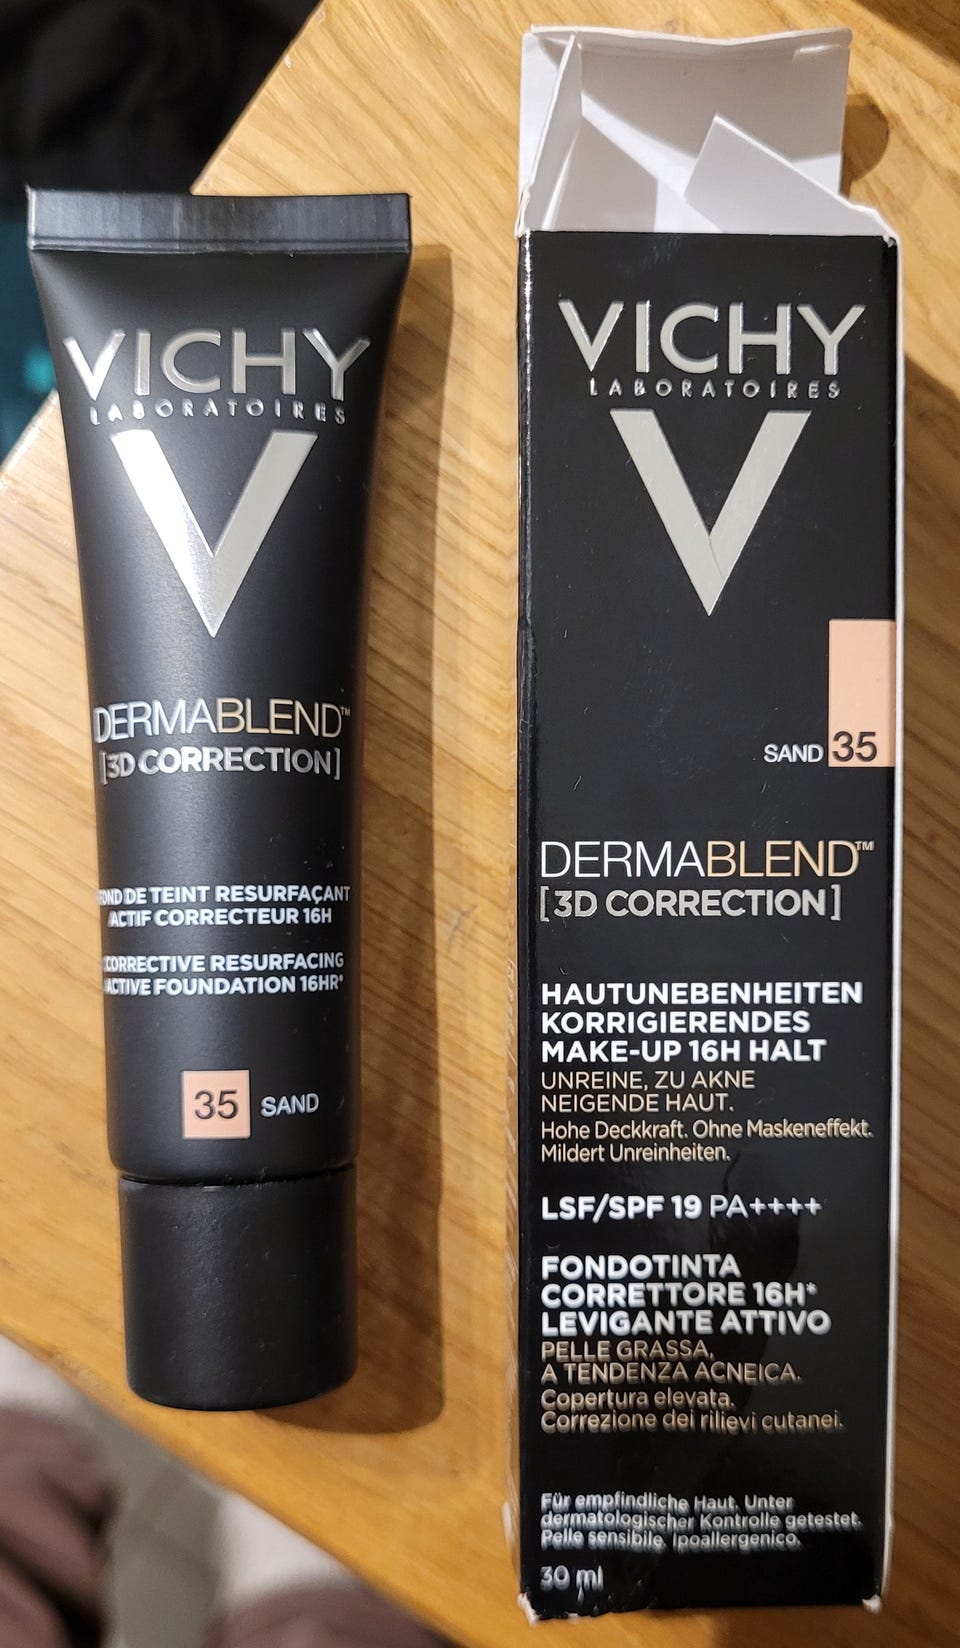 VICHY
LABORATOIRES
V
DERMABLEND™
[3D CORRECTION]
FOND DE TEINT RESURFAÇANT
ACTIF CORRECTEUR 16H
CORRECTIVE RESURFACING
ACTIVE FOUNDATION 16HR*
35 SAND
VICHY
LABORATOIRES
V
SAND 35
DERMABLEND™
[3D CORRECTION]
HAUTUNEBENHEITEN
KORRIGIERENDES
MAKE-UP 16H HALT
UNREINE, ZU AKNE
NEIGENDE HAUT.
Hohe Deckkraft. Ohne Maskeneffekt.
Mildert Unreinheiten.
LSF/SPF 19 PA++++
FONDOTINTA
CORRETTORE 16H*
LEVIGANTE ATTIVO
PELLE GRASSA,
A TENDENZA ACNEICA.
Copertura elevata.
Correzione dei rilievi cutanei.
Für empfindliche Haut. Unter
dermatologischer Kontrolle getestet.
Pelle sensibile. Ipoallergenico.
30 ml